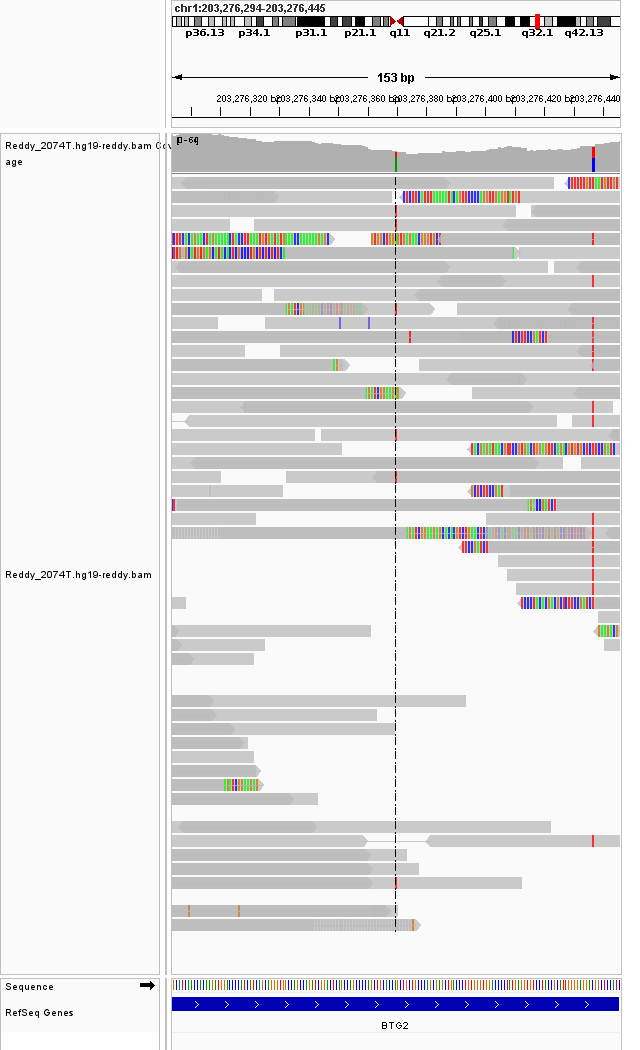 chr1:203,276,294-203,276,445
p36.13 p34.1 p31.1 p21.1 q11 q21.2 q25.1 q32.1 q42.13
153 bp
203,276,320 bp 203,276,340 bp 203,276,360 bp 203,276,380 bp 203,276,400 bp 203,276,420 bp 203,276,440
Reddy_2074T.hg19-reddy.bam Cov
age
[0-64]
Reddy_2074T.hg19-reddy.bam
Sequence
RefSeq Genes
BTG2